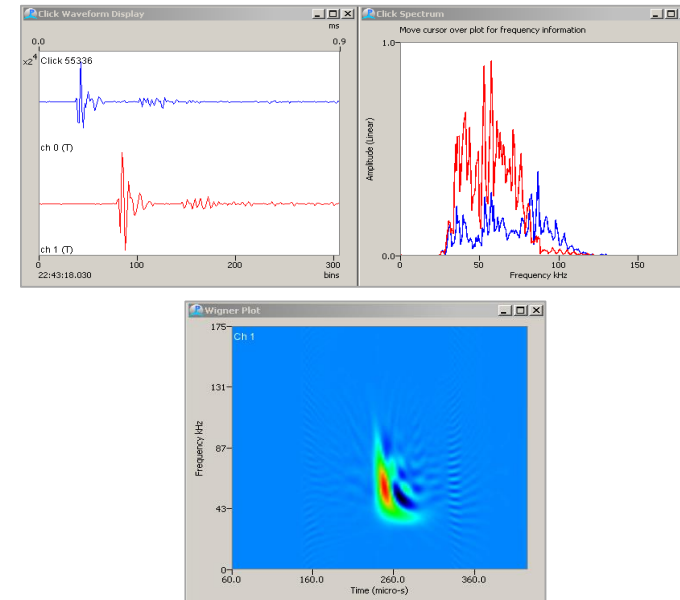 Click Waveform Display
ms
0.0 0.9
x2⁴
Click 55336
ch 0 (T)
ch 1 (T)
0 100 200 300
22:43:18.030 bins
Click Spectrum
Move cursor over plot for frequency information
1.0
Amplitude (Linear)
0.0
0 50 100 150
Frequency kHz
Wigner Plot
Ch 1
175
131
87
43
0
Frequency kHz
60.0 160.0 260.0 360.0
Time (micro-s)